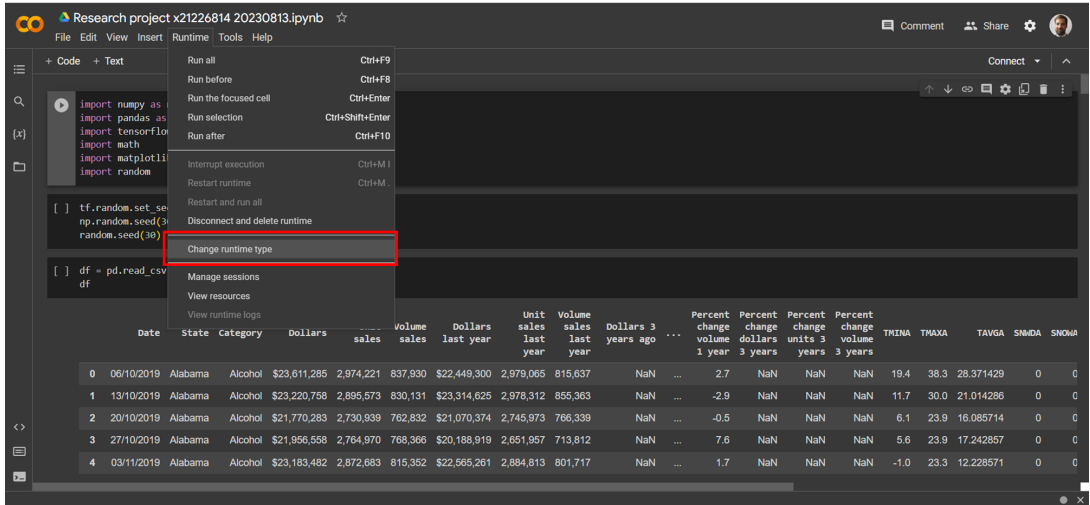 Research project x21226814 20230813.ipynb
Comment Share
File Edit View Insert Runtime Tools Help
+ Code + Text
Connect
Run all Ctrl+F9
Run before Ctrl+F8
Run the focused cell Ctrl+Enter
Run selection Ctrl+Shift+Enter
Run after Ctrl+F10
Interrupt execution Ctrl+M I
Restart runtime Ctrl+M .
Restart and run all
Disconnect and delete runtime
Change runtime type
Manage sessions
View resources
View runtime logs
{x}
import numpy as
import pandas as
import
import math
import
import random
[ ] tf.random.
np.random.seed(
random.seed(30)
[ ] df = pd.read_csv
df
Date State Category Dollars sales Volume sales Dollars last year Unit sales last year Volume sales last year Dollars 3 years ago ... Percent change volume 1 year Percent change dollars 3 years Percent change units 3 years Percent change volume 3 years TMINA TMAXA TAVGA SNWDA
0 06/10/2019 Alabama Alcohol $23,611,285 2,974,221 837,930 $22,449,300 2,979,065 815,637 NaN ... 2.7 NaN NaN NaN 19.4 38.3 28.371429 0
1 13/10/2019 Alabama Alcohol $23,220,758 2,895,573 830,131 $23,314,625 2,978,312 855,363 NaN ... -2.9 NaN NaN NaN 11.7 30.0 21.014286 0
2 20/10/2019 Alabama Alcohol $21,770,283 2,730,939 762,832 $21,070,374 2,745,973 766,339 NaN ... -0.5 NaN NaN NaN 6.1 23.9 16.085714 0
3 27/10/2019 Alabama Alcohol $21,956,558 2,764,970 768,366 $20,188,919 2,651,957 713,812 NaN ... 7.6 NaN NaN NaN 5.6 23.9 17.242857 0
4 03/11/2019 Alabama Alcohol $23,183,482 2,872,683 815,352 $22,565,261 2,884,813 801,717 NaN ... 1.7 NaN NaN NaN -1.0 23.3 12.228571 0